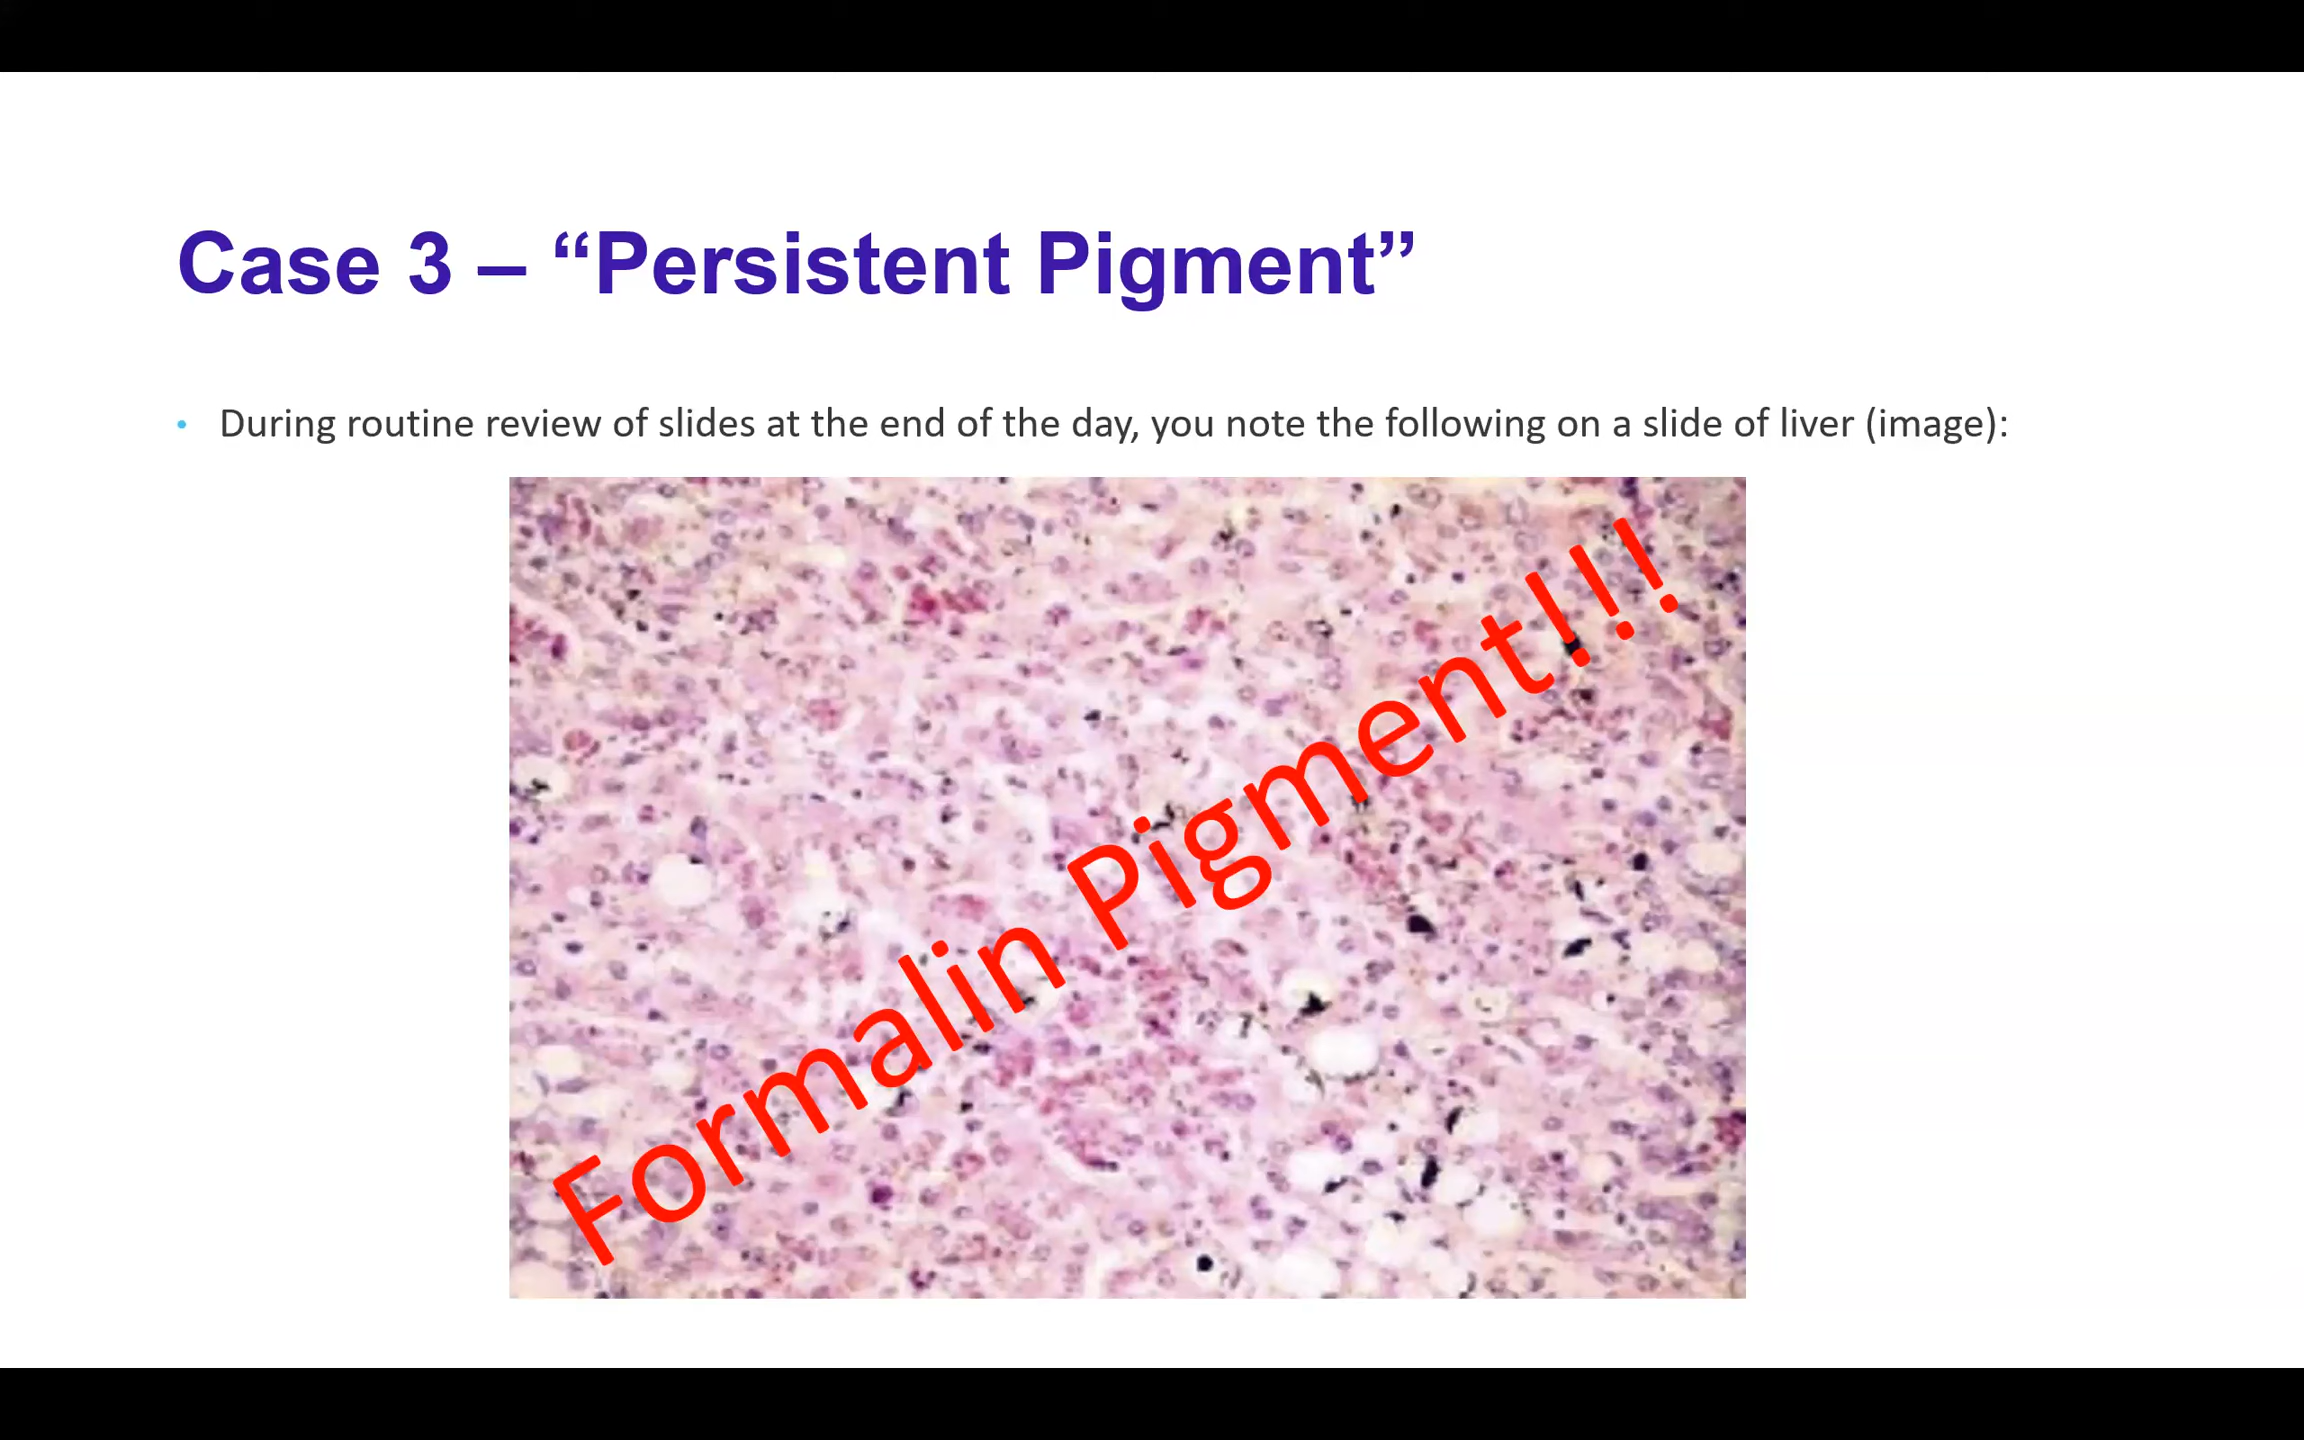 Case 3 – “Persistent Pigment”
• During routine review of slides at the end of the day, you note the following on a slide of liver (image):
Formalin Pigment!!!